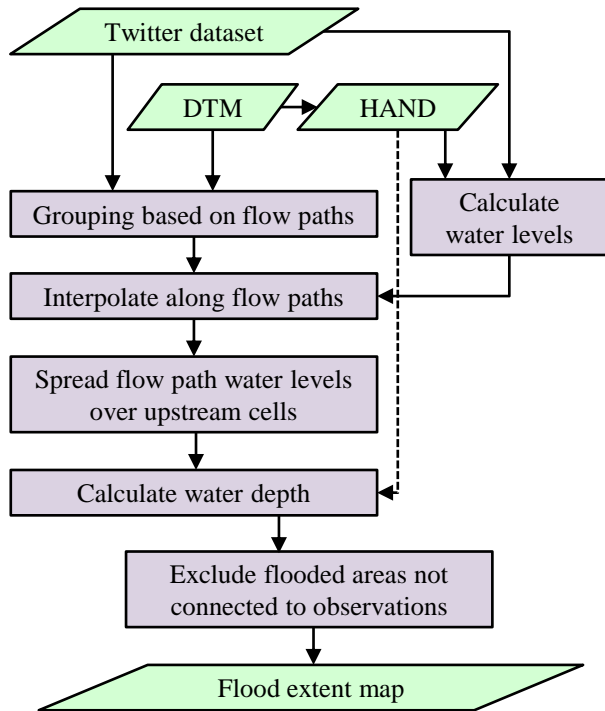 Twitter dataset
DTM
HAND
Grouping based on flow paths
Calculate
water levels
Interpolate along flow paths
Spread flow path water levels
over upstream cells
Calculate water depth
Exclude flooded areas not
connected to observations
Flood extent map